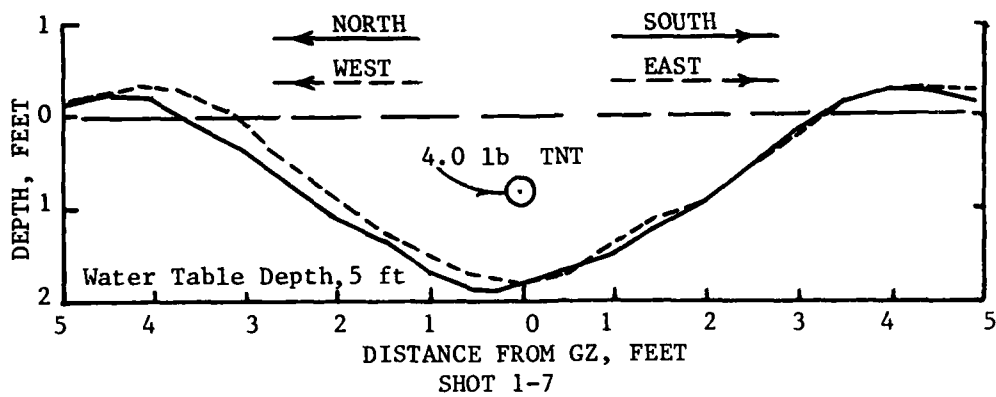 1
NORTH
SOUTH
WEST
EAST
0
4.0 lb TNT
1
DEPTH, FEET
Water Table Depth, 5 ft
2
5 4 3 2 1 0 1 2 3 4 5
DISTANCE FROM GZ, FEET
SHOT 1-7